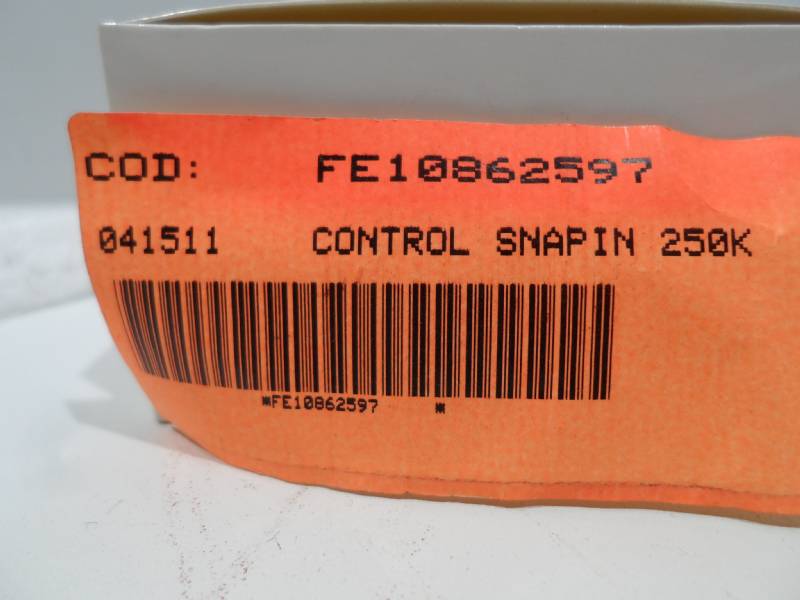 COD: FE10862597
041511 CONTROL SNAPIN 250K
*FE10862597 *